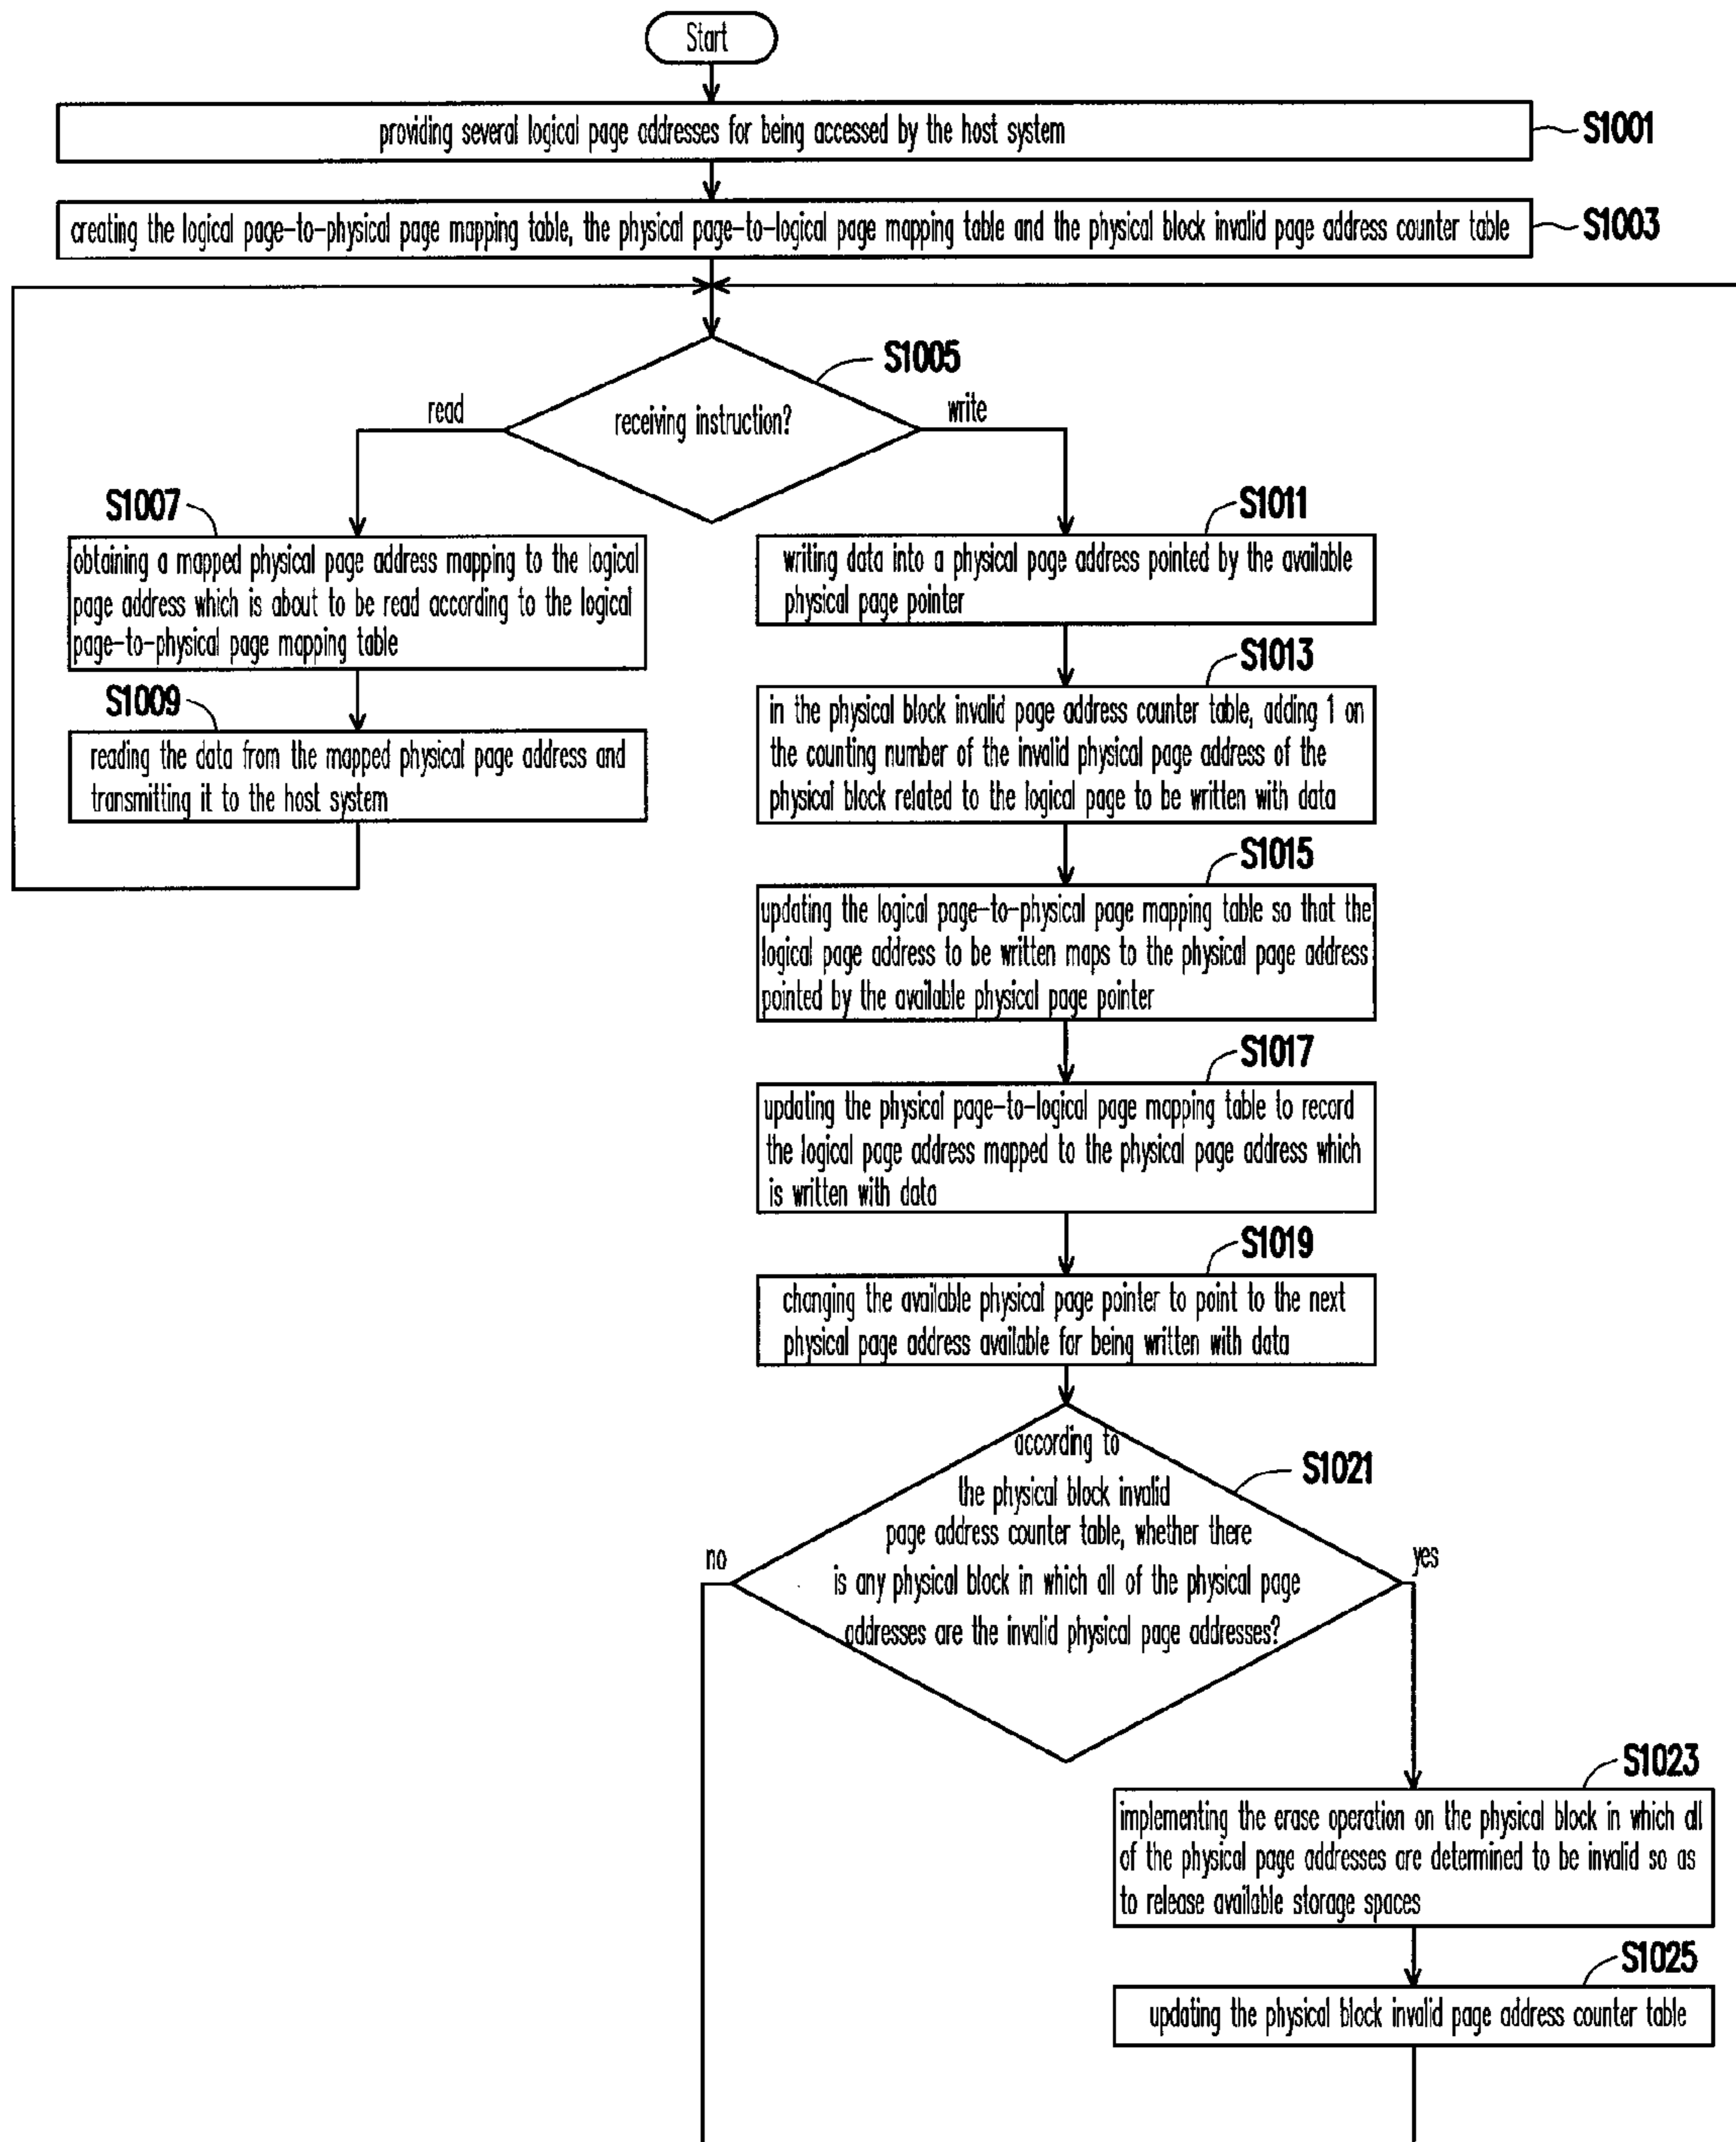 Start
providing several logical page addresses for being accessed by the host system
S1001
creating the logical page-to-physical page mapping table, the physical page-to-logical page mapping table and the physical block invalid page address counter table
S1003
S1005
receiving instruction?
read
write
S1007
obtaining a mapped physical page address mapping to the logical
page address which is about to be read according to the logical
page-to-physical page mapping table
S1009
reading the data from the mapped physical page address and
transmitting it to the host system
S1011
writing data into a physical page address pointed by the available
physical page pointer
S1013
in the physical block invalid page address counter table, adding 1 on
the counting number of the invalid physical page address of the
physical block related to the logical page to be written with data
S1015
updating the logical page-to-physical page mapping table so that the
logical page address to be written maps to the physical page address
pointed by the available physical page pointer
S1017
updating the physical page-to-logical page mapping table to record
the logical page address mapped to the physical page address which
is written with data
S1019
changing the available physical page pointer to point to the next
physical page address available for being written with data
S1021
according to
the physical block invalid
page address counter table, whether there
is any physical block in which all of the physical page
addresses are the invalid physical page addresses?
no
yes
S1023
implementing the erase operation on the physical block in which all
of the physical page addresses are determined to be invalid so as
to release available storage spaces
S1025
updating the physical block invalid page address counter table